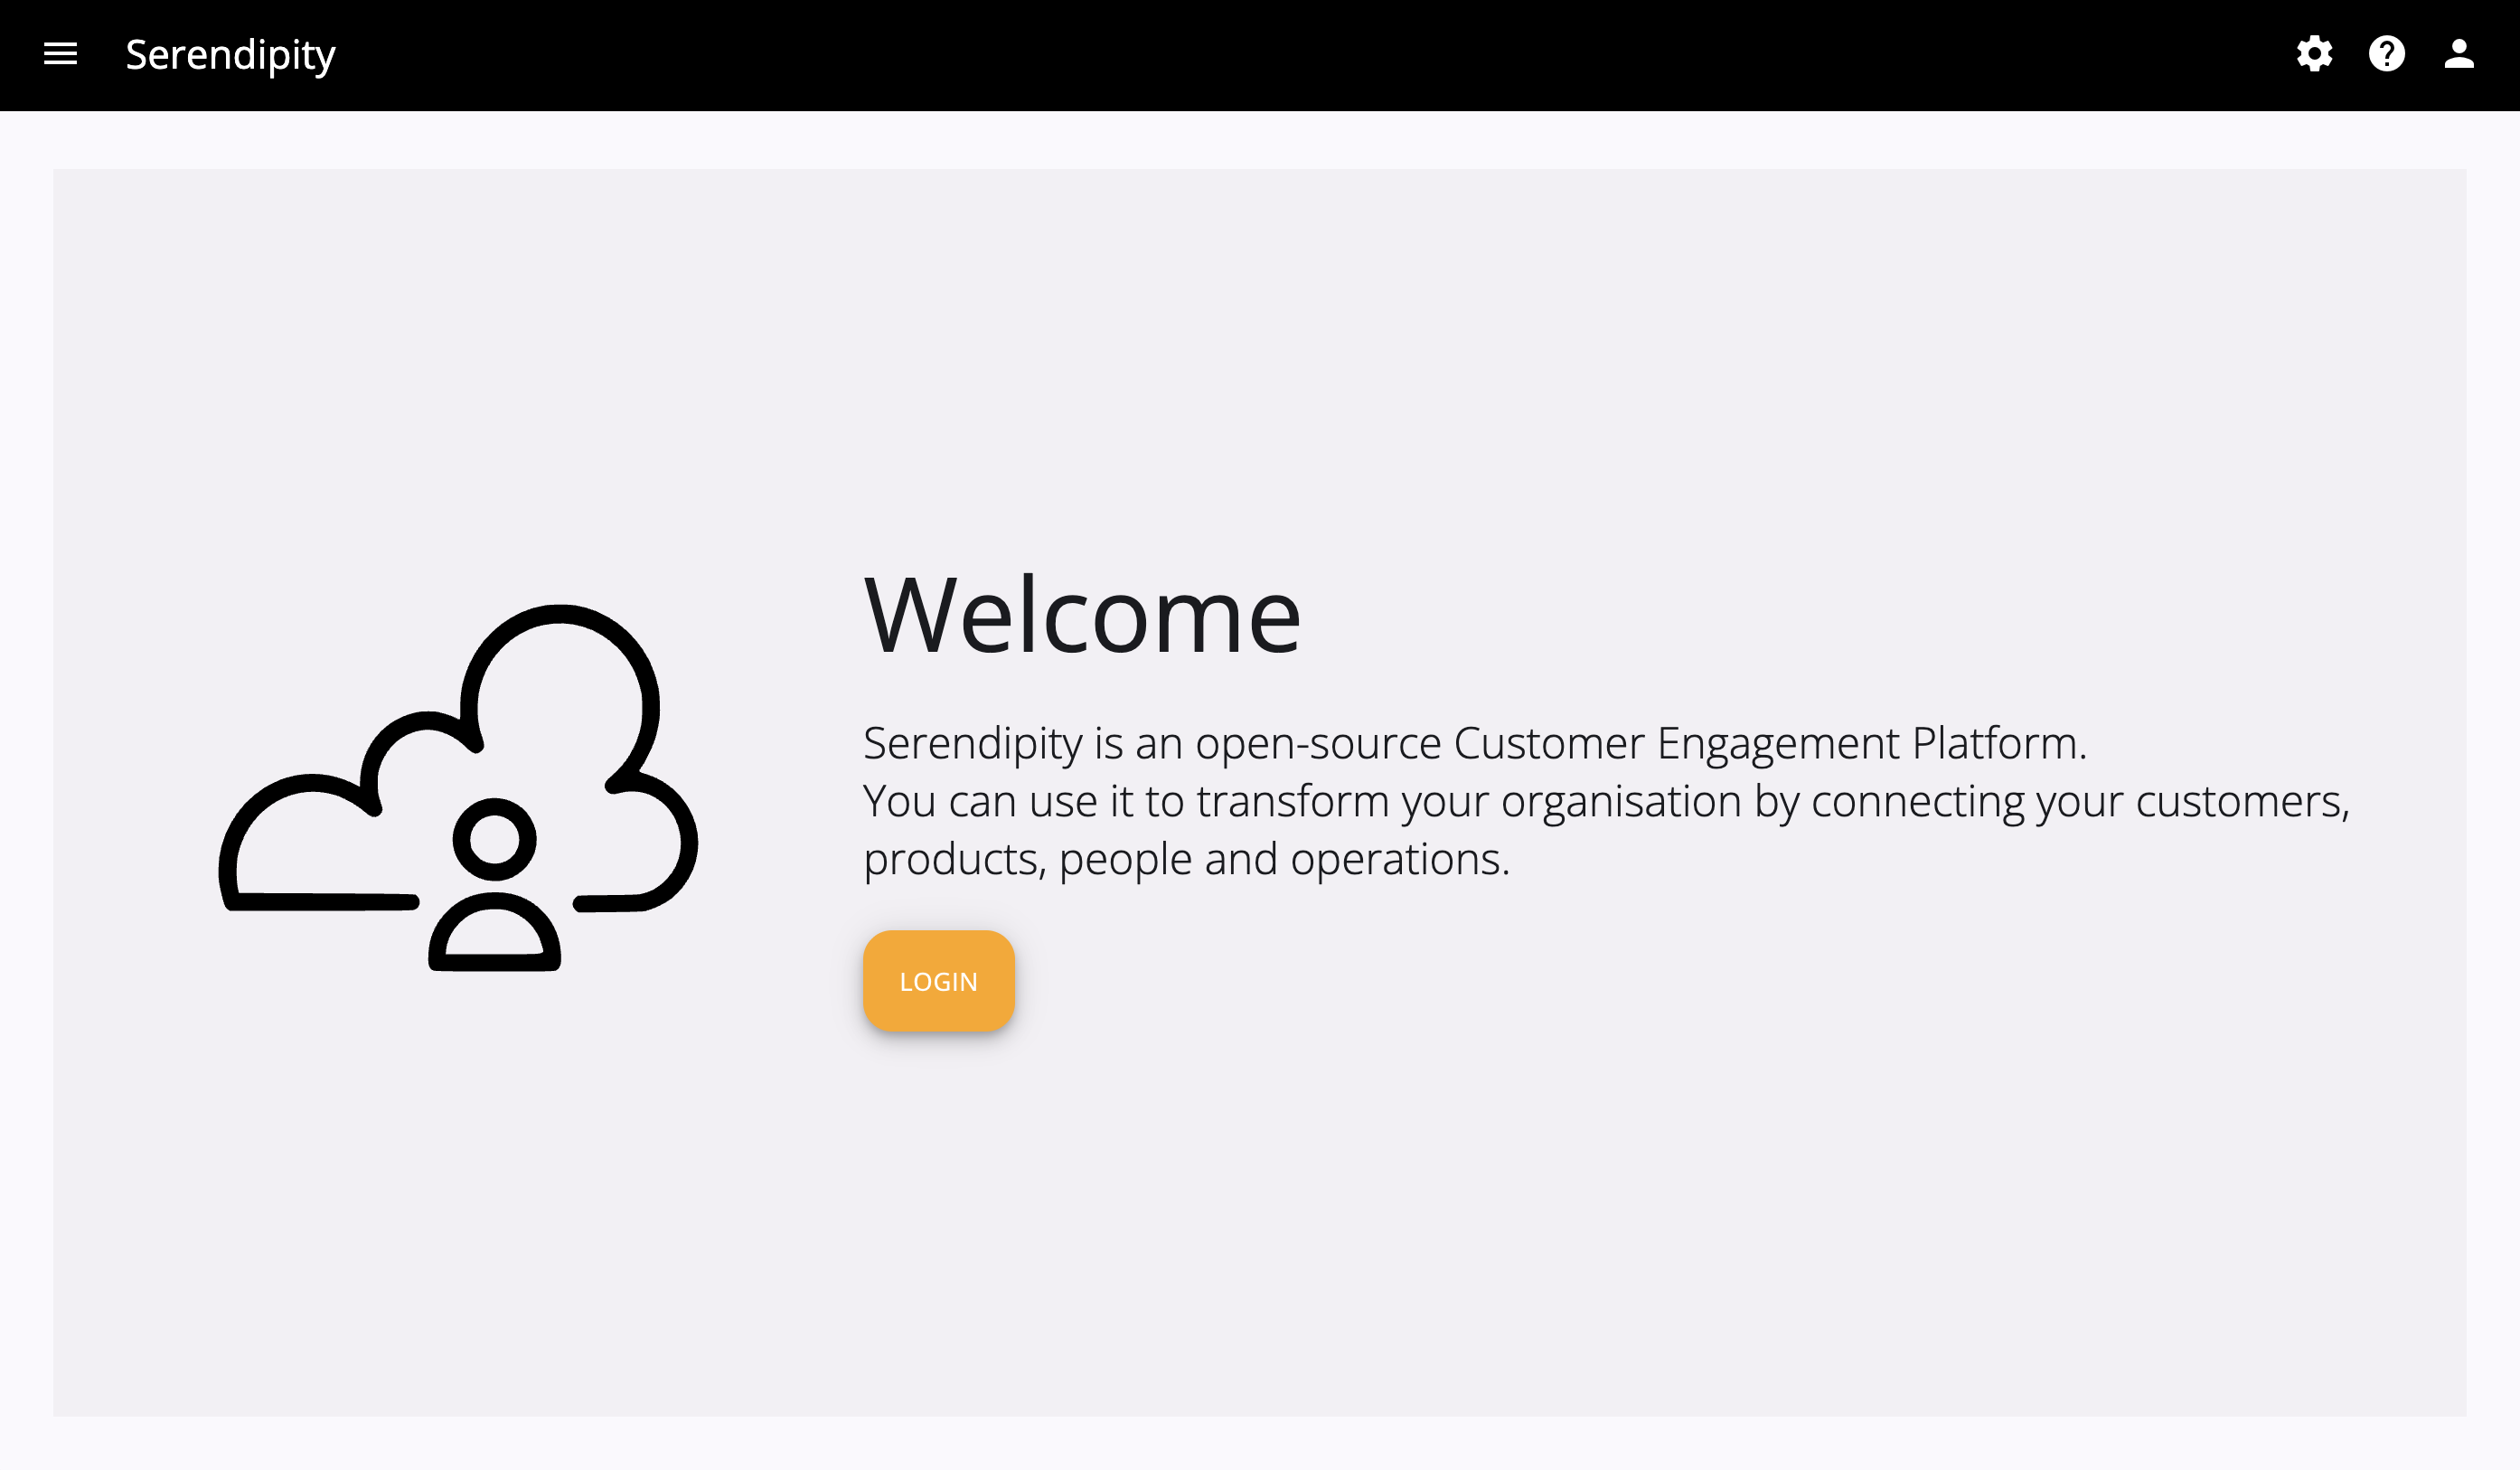 Serendipity
Welcome
Serendipity is an open-source Customer Engagement Platform.
You can use it to transform your organisation by connecting your customers,
products, people and operations.
LOGIN